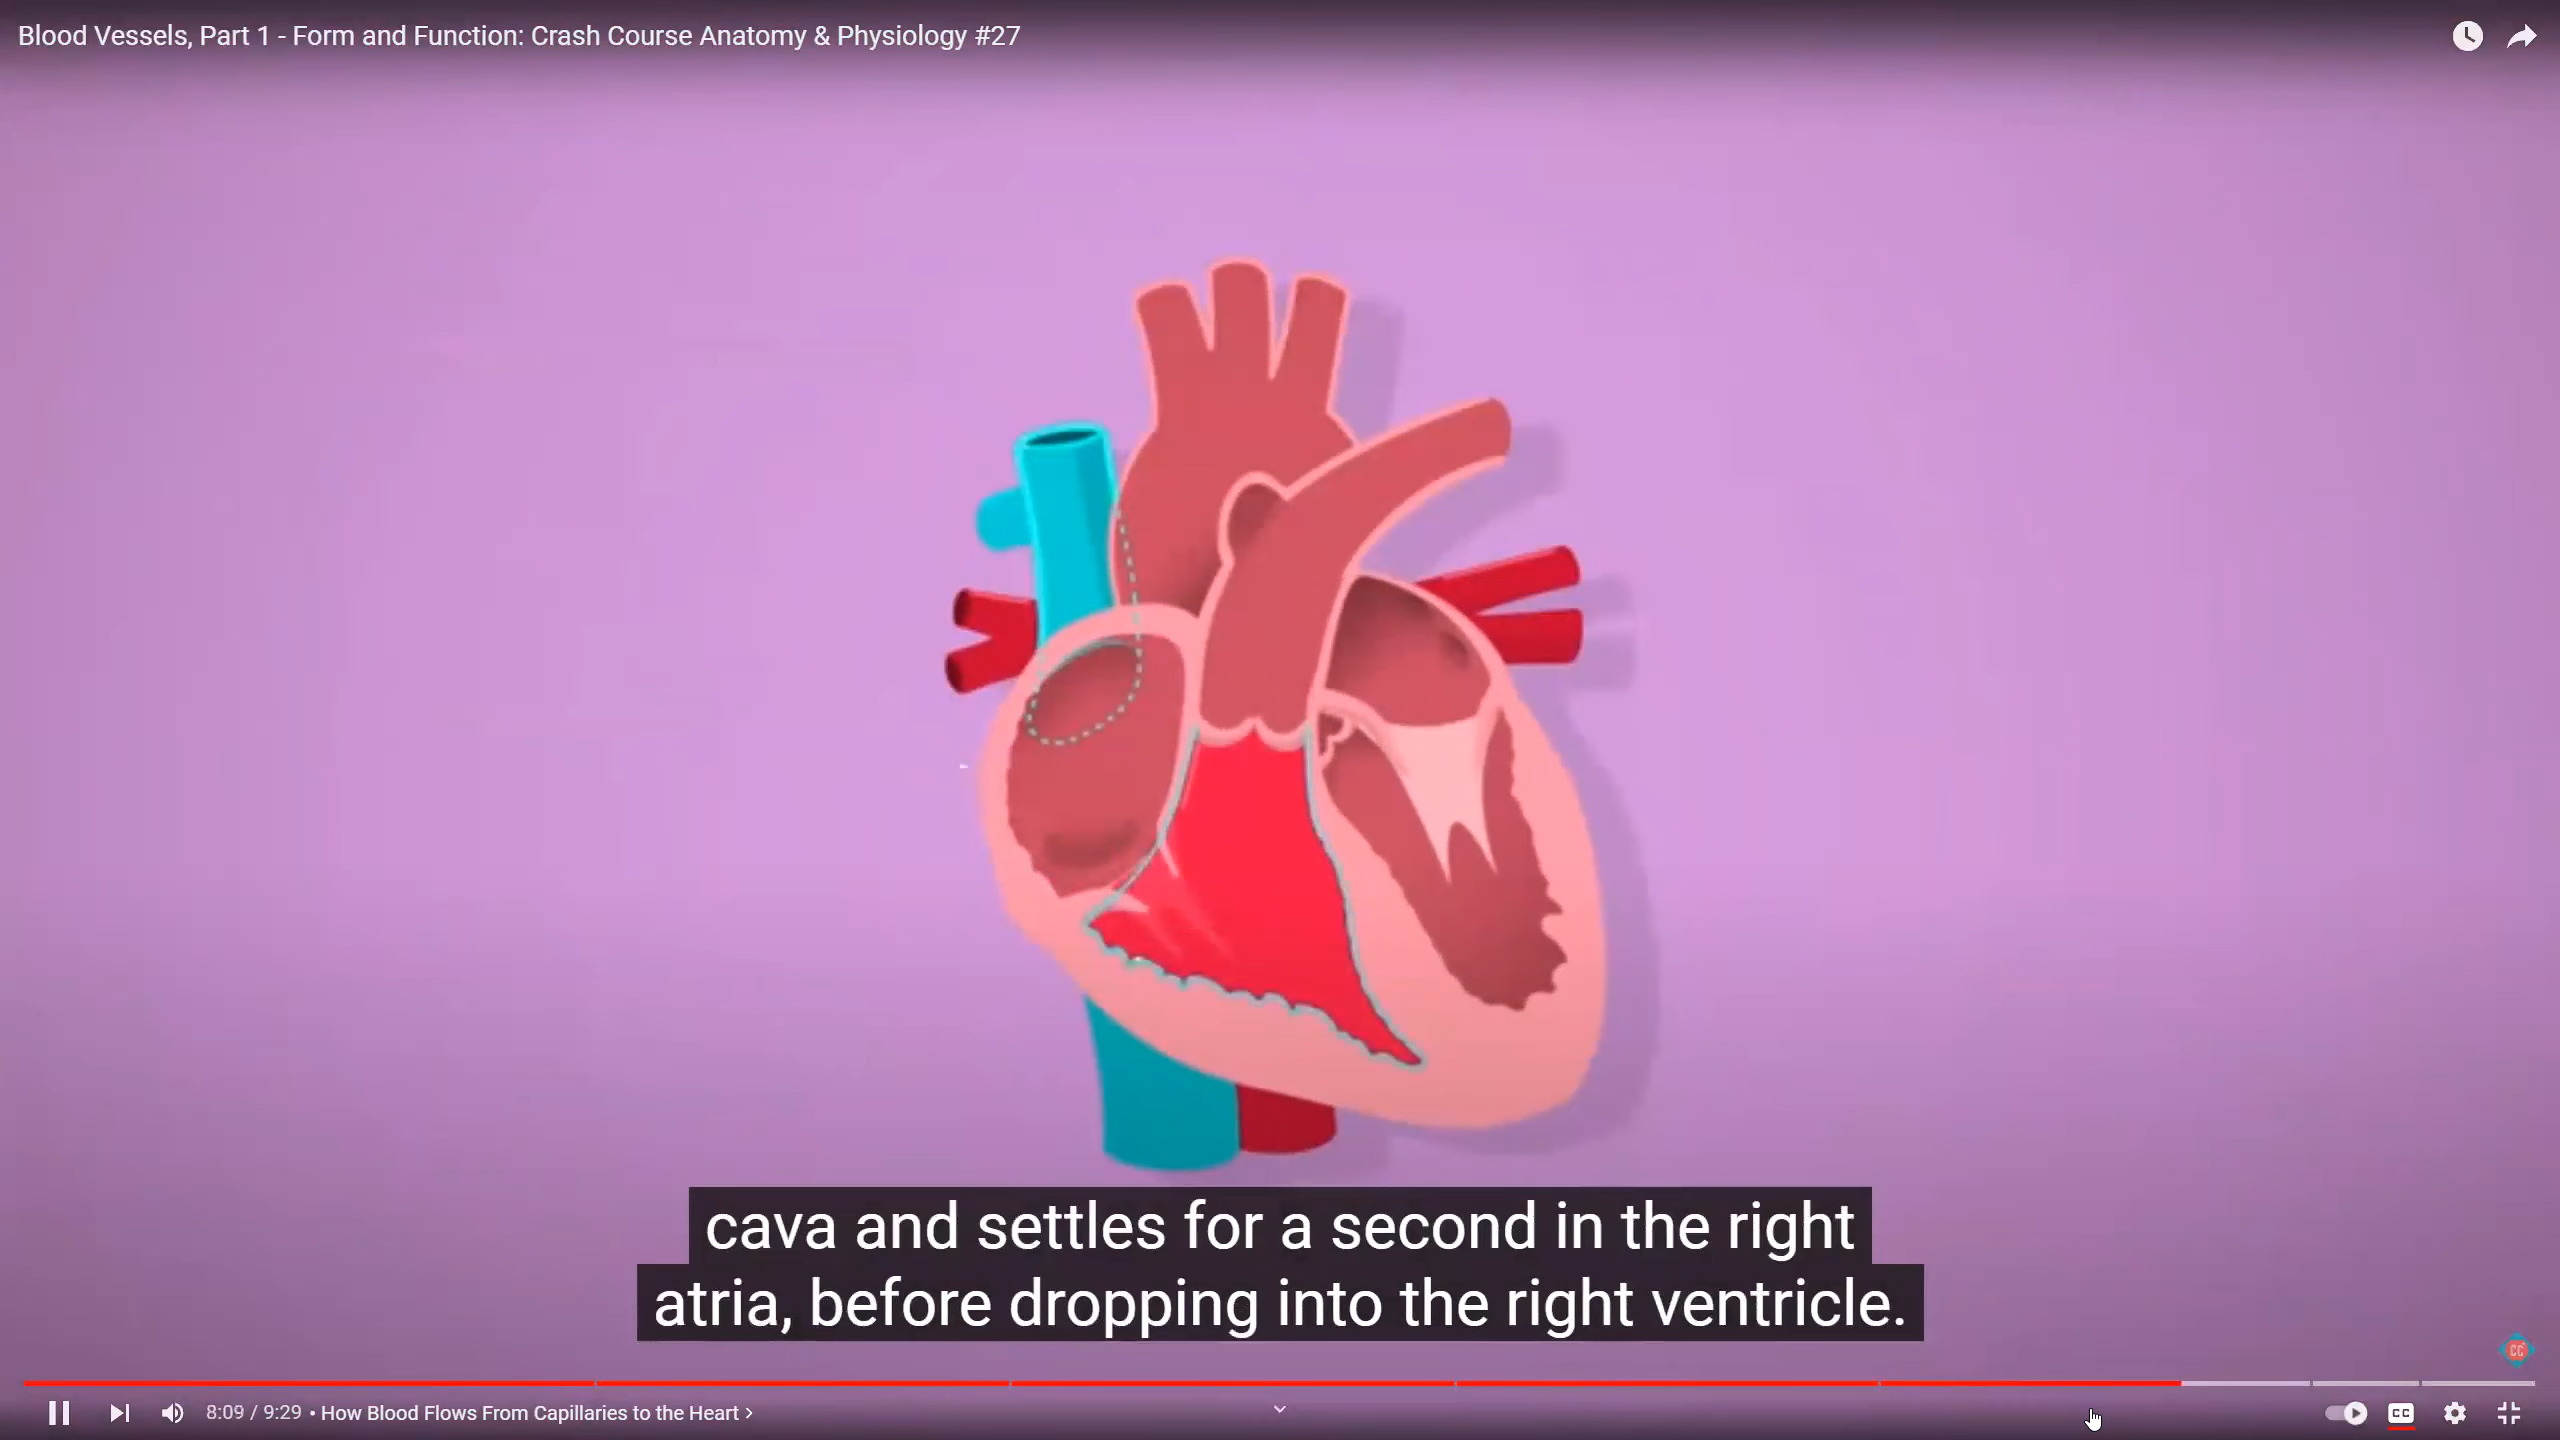 Blood Vessels, Part 1 - Form and Function: Crash Course Anatomy & Physiology #27
cava and settles for a second in the right
atria, before dropping into the right ventricle.
CC
8:09 / 9:29 • How Blood Flows From Capillaries to the Heart >
CC